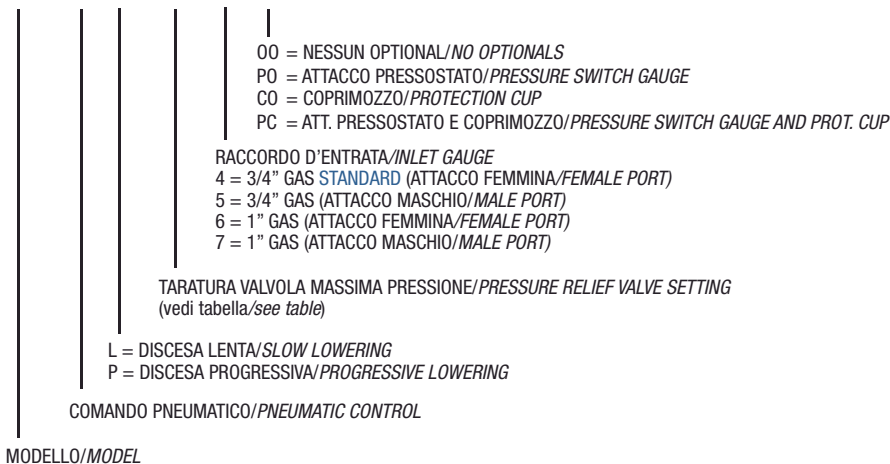 00 = NESSUN OPTIONAL/NO OPTIONALS
P0 = ATTACCO PRESSOSTATO/PRESSURE SWITCH GAUGE
C0 = COPRIMOZZO/PROTECTION CUP
PC = ATT. PRESSOSTATO E COPRIMOZZO/PRESSURE SWITCH GAUGE AND PROT. CUP
RACCORDO D'ENTRATA/INLET GAUGE
4 = 3/4” GAS STANDARD (ATTACCO FEMMINA/FEMALE PORT)
5 = 3/4” GAS (ATTACCO MASCHIO/MALE PORT)
6 = 1” GAS (ATTACCO FEMMINA/FEMALE PORT)
7 = 1” GAS (ATTACCO MASCHIO/MALE PORT)
TARATURA VALVOLA MASSIMA PRESSIONE/PRESSURE RELIEF VALVE SETTING
(vedi tabella/see table)
L = DISCESA LENTA/SLOW LOWERING
P = DISCESA PROGRESSIVA/PROGRESSIVE LOWERING
COMANDO PNEUMATICO/PNEUMATIC CONTROL
MODELLO/MODEL